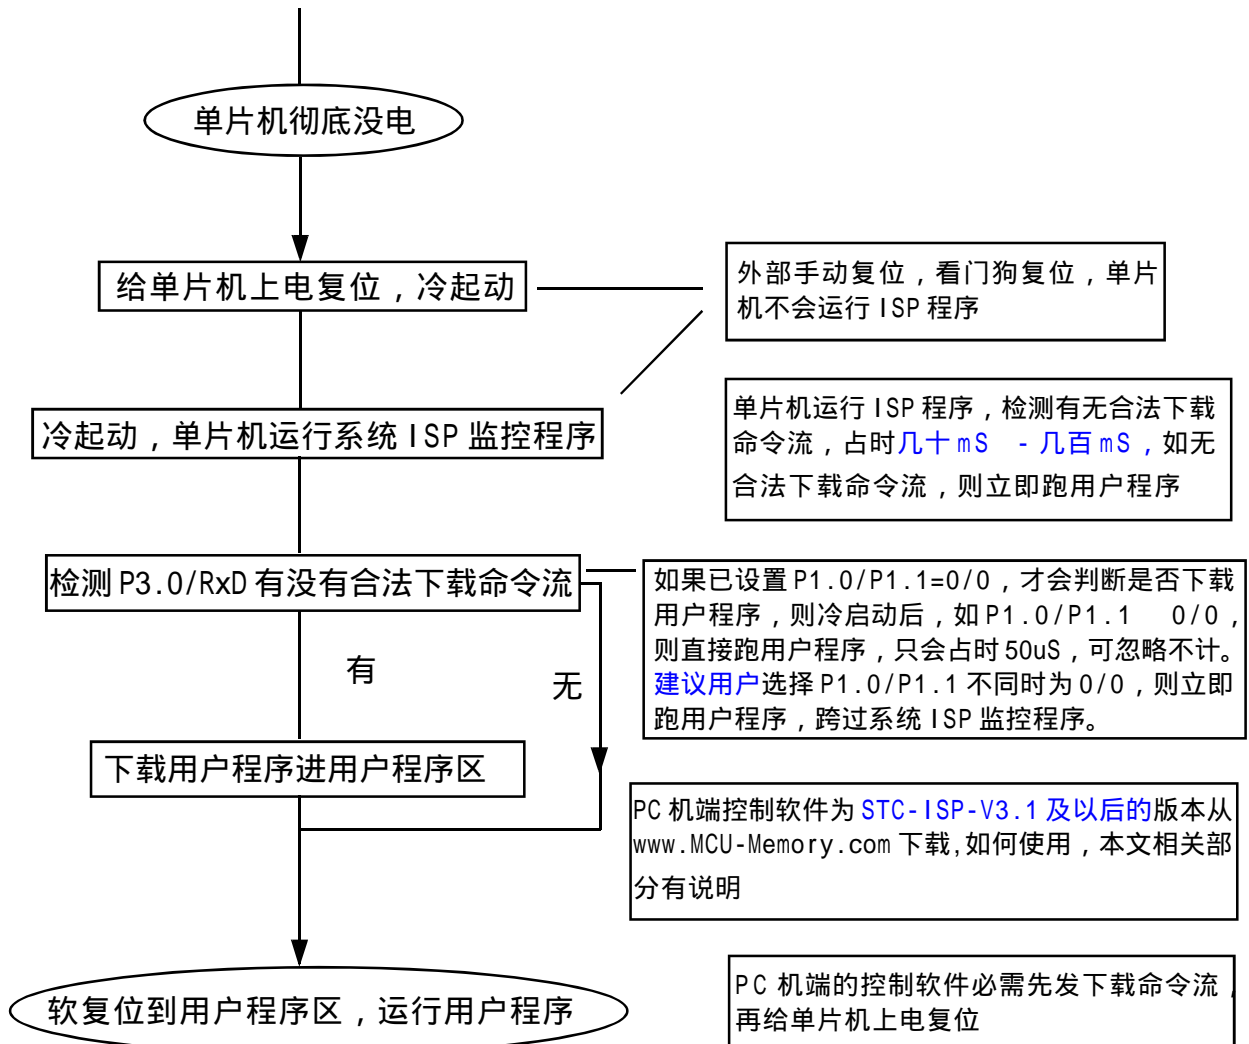 单片机彻底没电
给单片机上电复位，冷起动
外部手动复位，看门狗复位，单片
机不会运行 ISP 程序
冷起动，单片机运行系统 ISP 监控程序
单片机运行 ISP 程序，检测有无合法下载
命令流，占时几十 mS - 几百 mS，如无
合法下载命令流，则立即跑用户程序
检测 P3.0/RxD 有没有合法下载命令流
如果已设置 P1.0/P1.1=0/0，才会判断是否下载
用户程序，则冷启动后，如 P1.0/P1.1 0/0，
则直接跑用户程序，只会占时 50uS，可忽略不计。
建议用户选择 P1.0/P1.1 不同时为 0/0，则立即
跑用户程序，跨过系统 ISP 监控程序。
有
无
下载用户程序进用户程序区
PC 机端控制软件为 STC-ISP-V3.1 及以后的版本从
www.MCU-Memory.com 下载,如何使用，本文相关部
分有说明
软复位到用户程序区，运行用户程序
PC 机端的控制软件必需先发下载命令流，
再给单片机上电复位